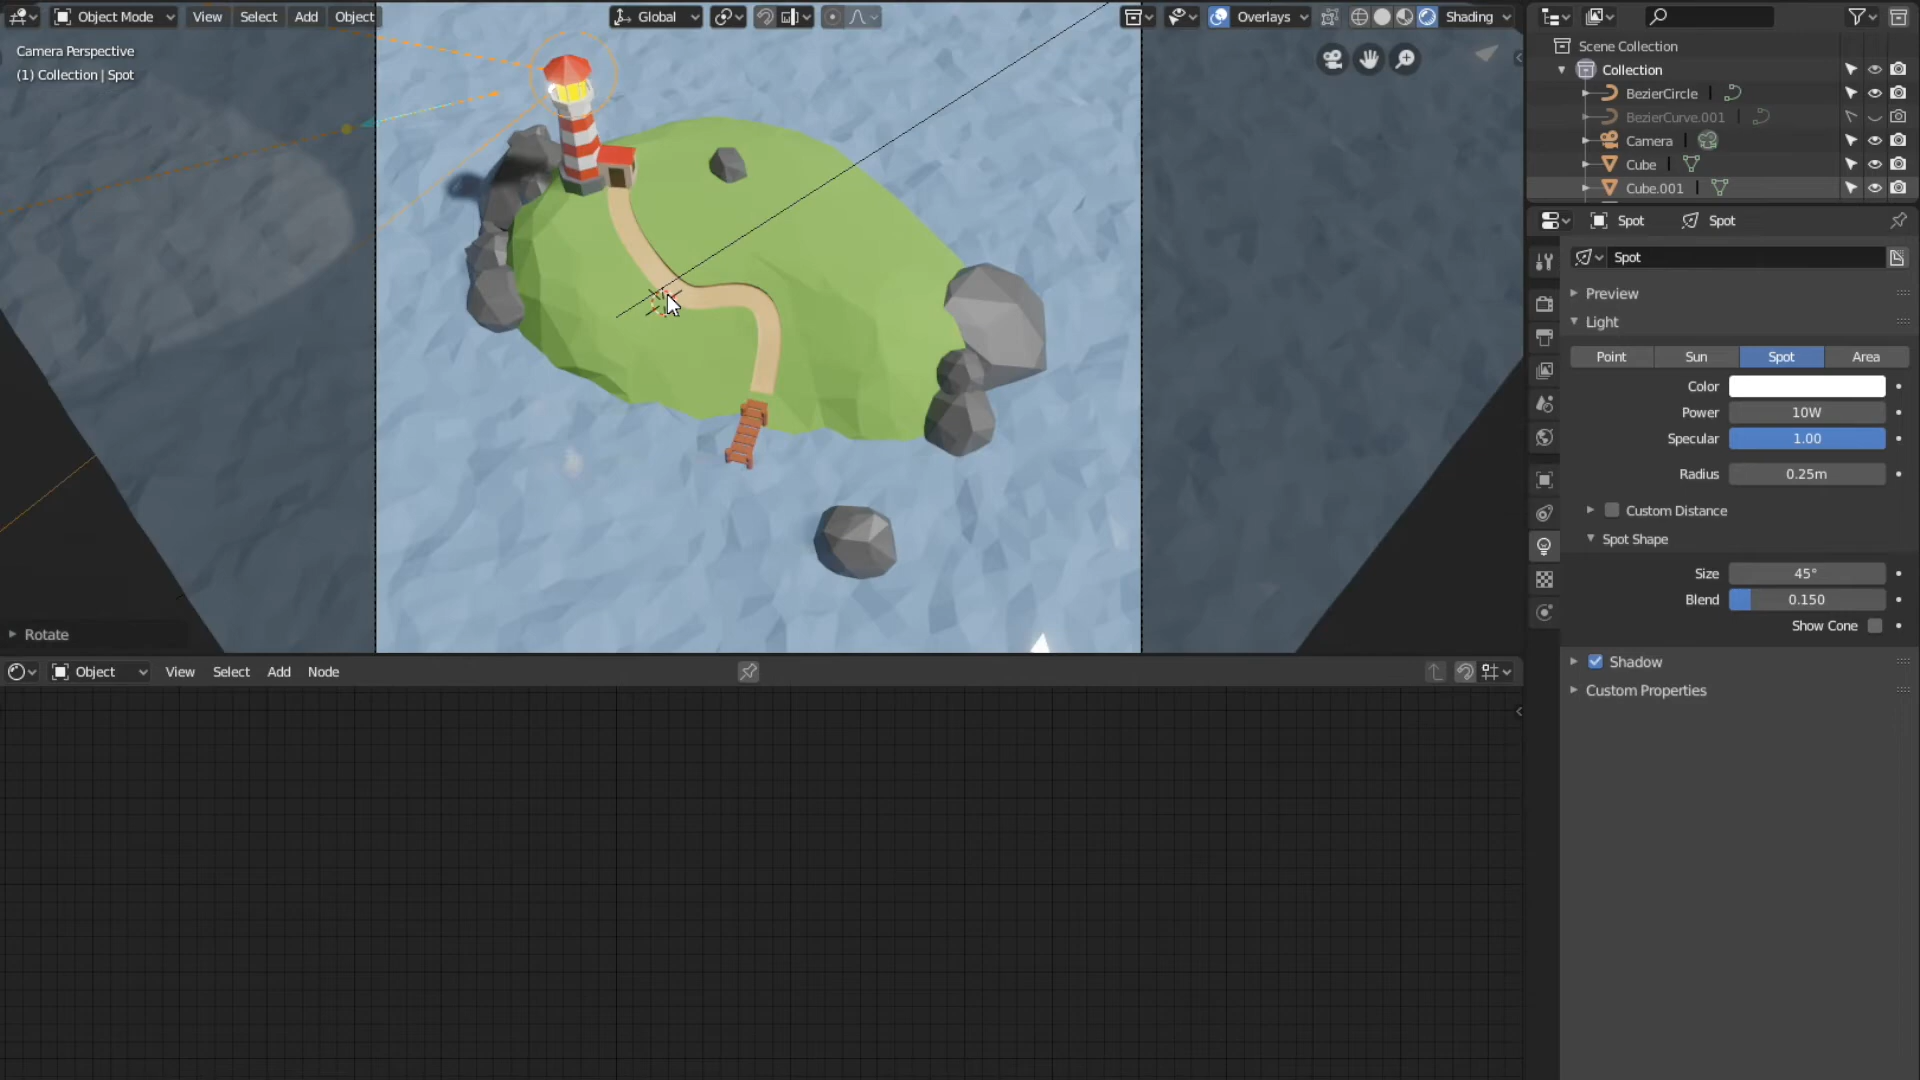 Object Mode View Select Add Object Global Overlays Shading
Camera Perspective
(1) Collection | Spot
Rotate
Object View Select Add Node
Scene Collection
Collection
BezierCircle
BezierCurve.001
Camera
Cube
Cube.001
Spot Spot
Spot
Preview
Light
Point Sun Spot Area
Color
Power 10W
Specular 1.00
Radius 0.25m
Custom Distance
Spot Shape
Size 45°
Blend 0.150
Show Cone
Shadow
Custom Properties